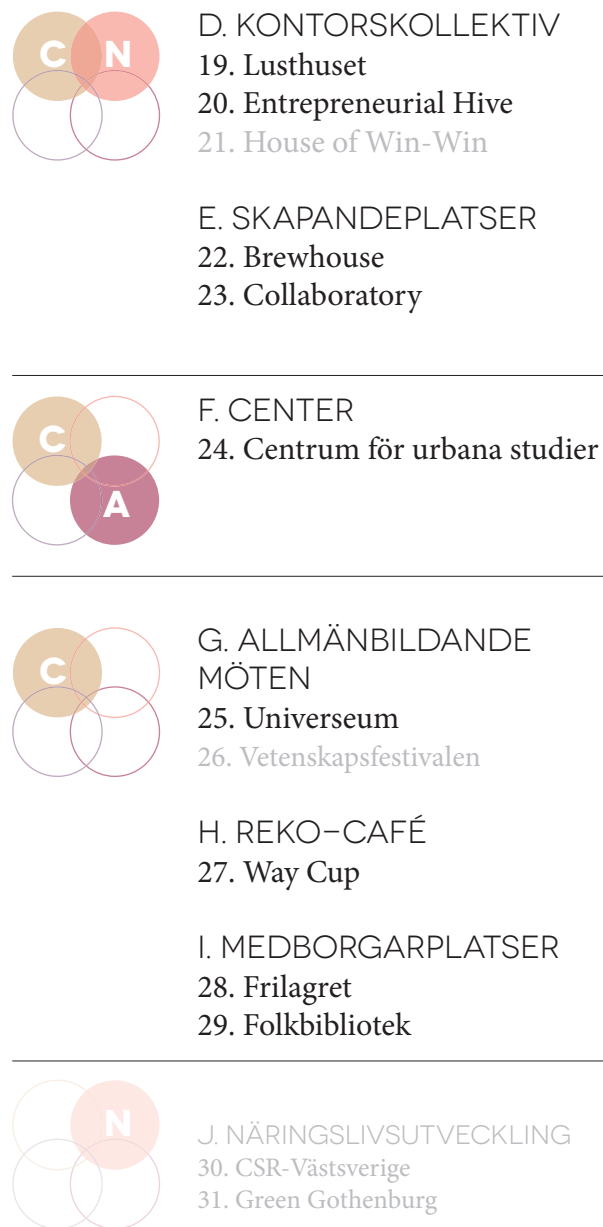 C N
D. KONTORSKOLLEKTIV
19. Lusthuset
20. Entrepreneurial Hive
21. House of Win-Win
E. SKAPANDEPLATSER
22. Brewhouse
23. Collaboratory
C
A
F. CENTER
24. Centrum för urbana studier
C
G. ALLMÄNBILDANDE
MÖTEN
25. Universeum
26. Vetenskapsfestivalen
H. REKO-CAFÉ
27. Way Cup
I. MEDBORGARPLATSER
28. Frilagret
29. Folkbibliotek
N
J. NÄRINGSLIVSUTVECKLING
30. CSR-Västsverige
31. Green Gothenburg